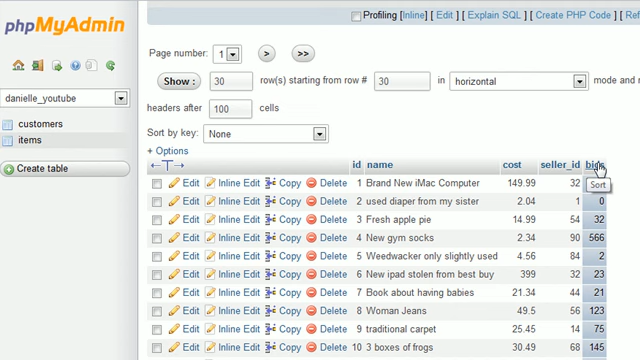 phpMyAdmin
danielle_youtube
customers
items
Create table
Profiling [Inline] [ Edit ] [ Explain SQL ] [ Create PHP Code ] [ Ref
Page number: 1 > >>
Show : 30 row(s) starting from row # 30 in horizontal mode and r
headers after 100 cells
Sort by key: None
+ Options
←T→ id name cost seller_id bids
Edit Inline Edit Copy Delete 1 Brand New iMac Computer 149.99 32
Sort
Edit Inline Edit Copy Delete 2 used diaper from my sister 2.04 1 0
Edit Inline Edit Copy Delete 3 Fresh apple pie 14.99 54 32
Edit Inline Edit Copy Delete 4 New gym socks 2.34 90 566
Edit Inline Edit Copy Delete 5 Weedwacker only slightly used 4.56 84 2
Edit Inline Edit Copy Delete 6 New ipad stolen from best buy 399 32 23
Edit Inline Edit Copy Delete 7 Book about having babies 21.34 44 21
Edit Inline Edit Copy Delete 8 Woman Jeans 49.5 56 123
Edit Inline Edit Copy Delete 9 traditional carpet 25.45 14 75
Edit Inline Edit Copy Delete 10 3 boxes of frogs 30.49 68 145